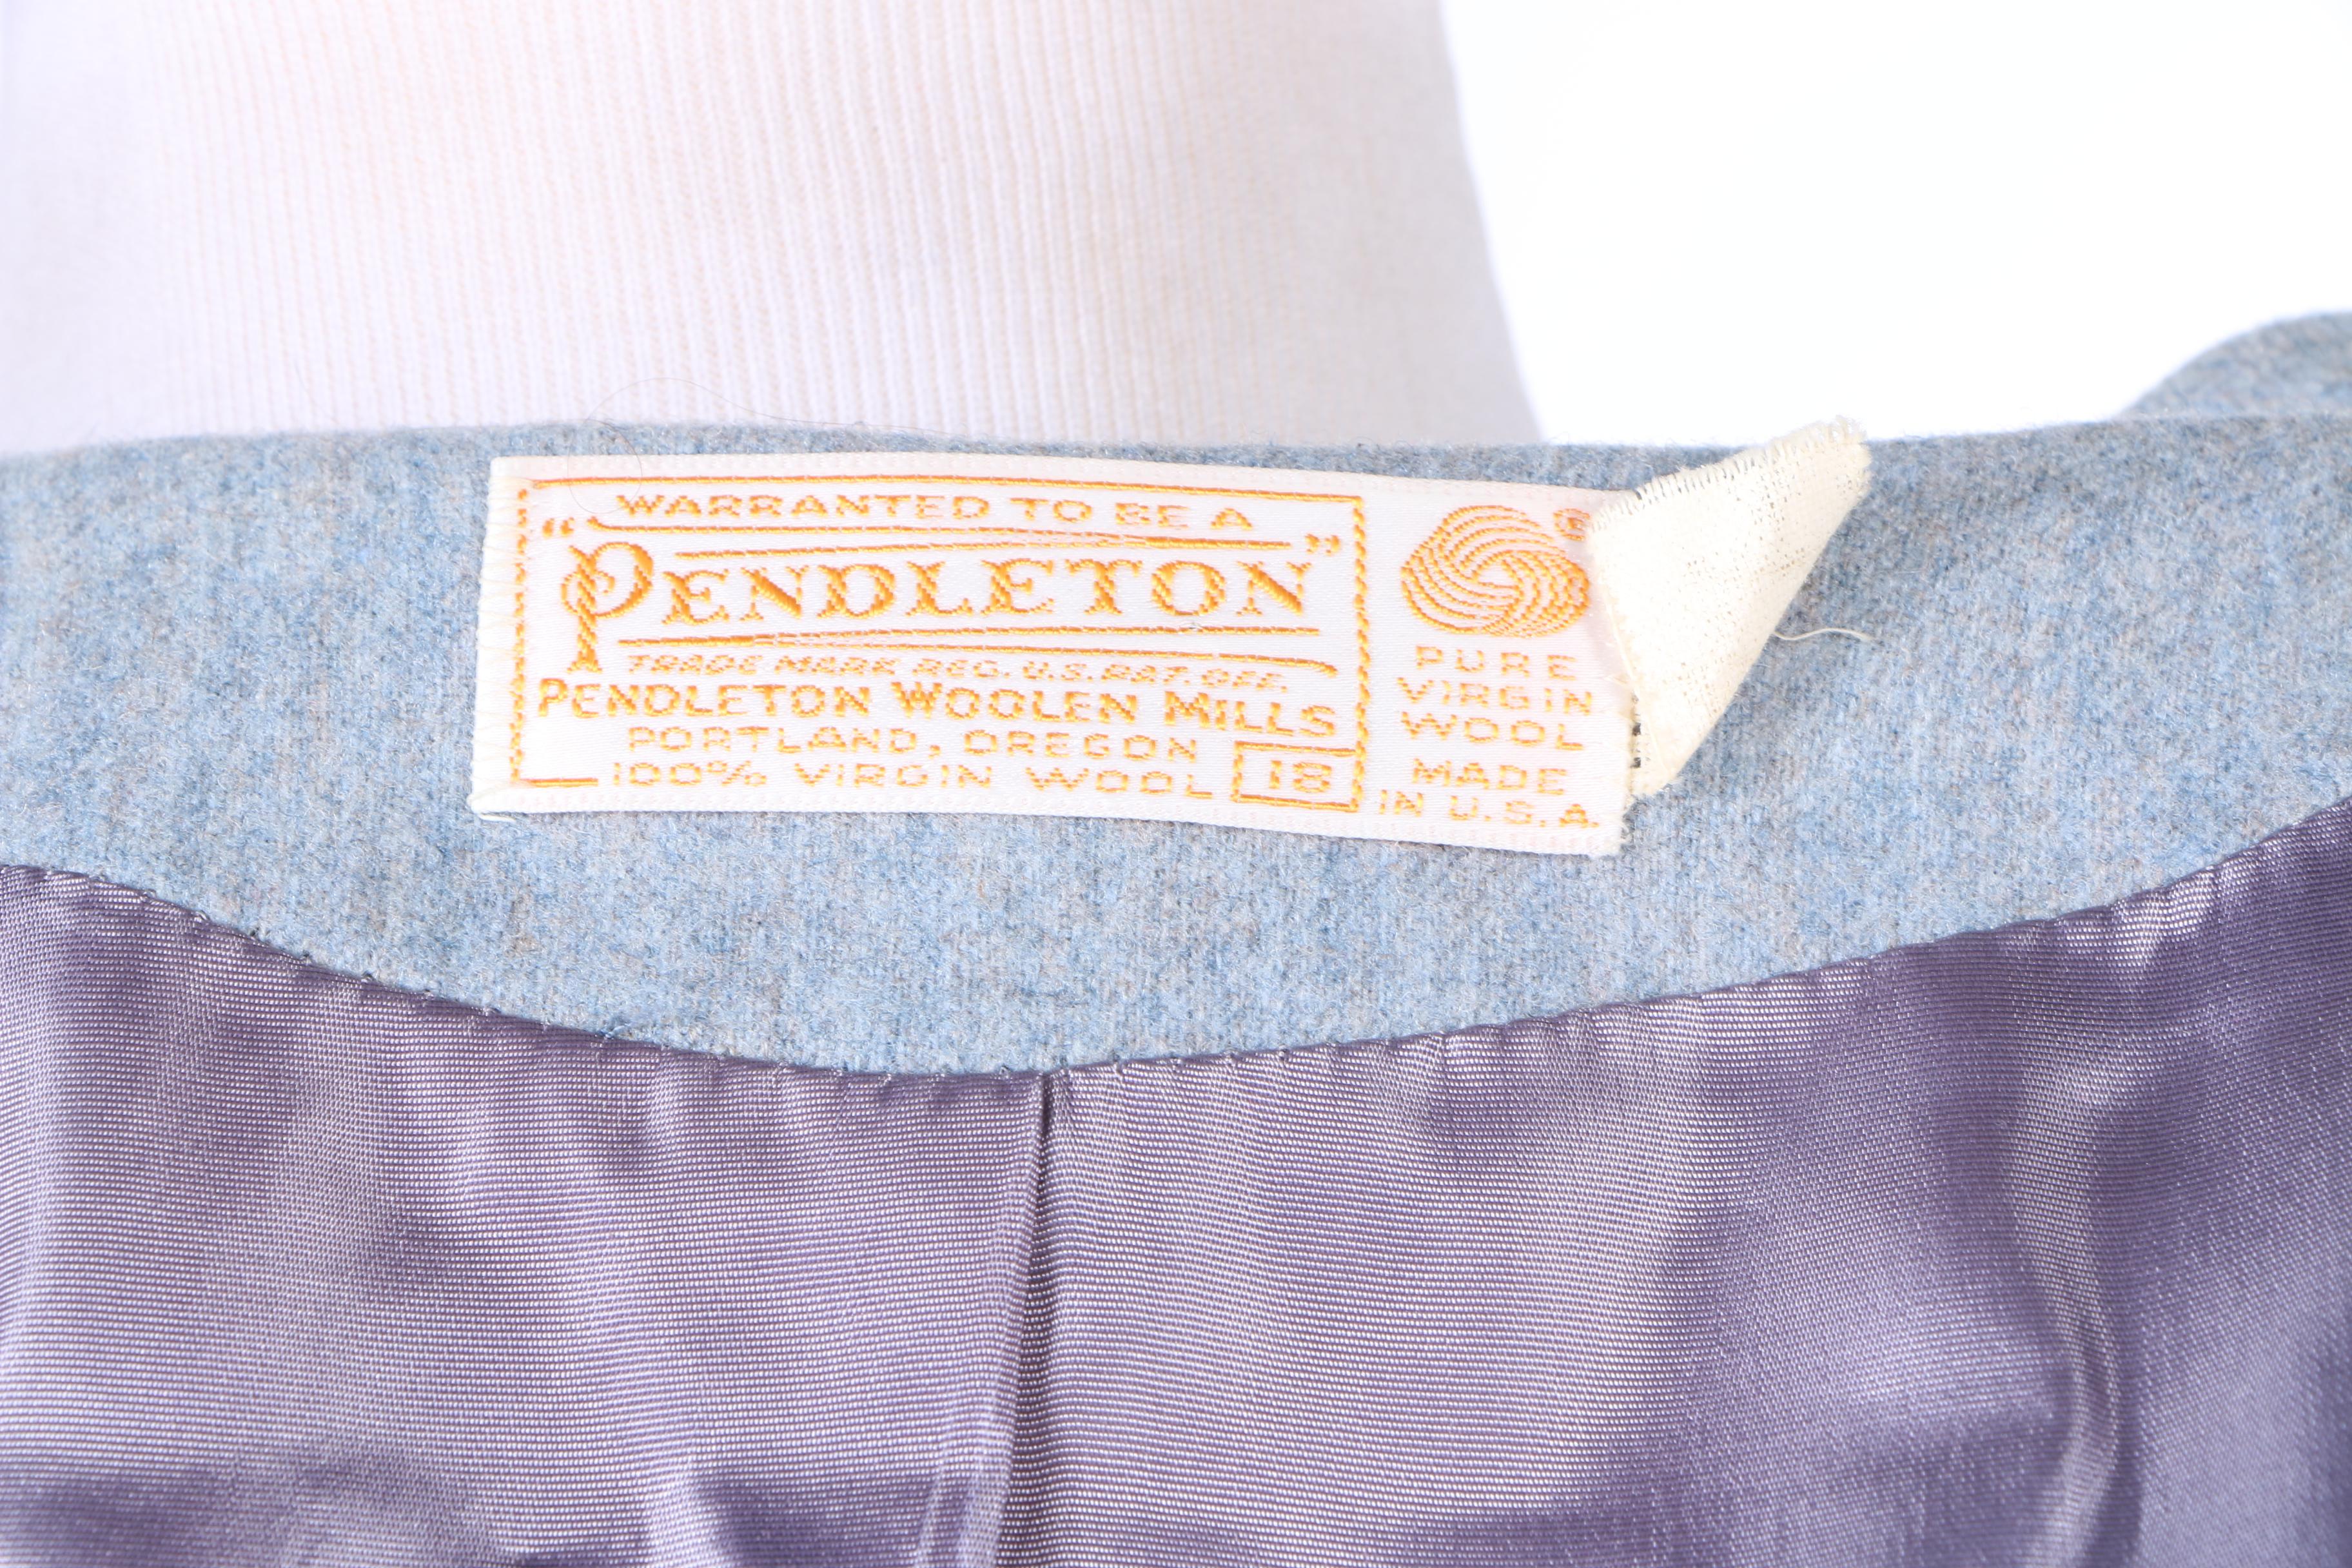 WARRANTED TO BE A
"PENDLETON"
TRADE MARK REG. U.S. PAT. OFF.
PENDLETON WOOLEN MILLS
PORTLAND, OREGON
100% VIRGIN WOOL 18
®
PURE
VIRGIN
WOOL
MADE
IN U.S.A.